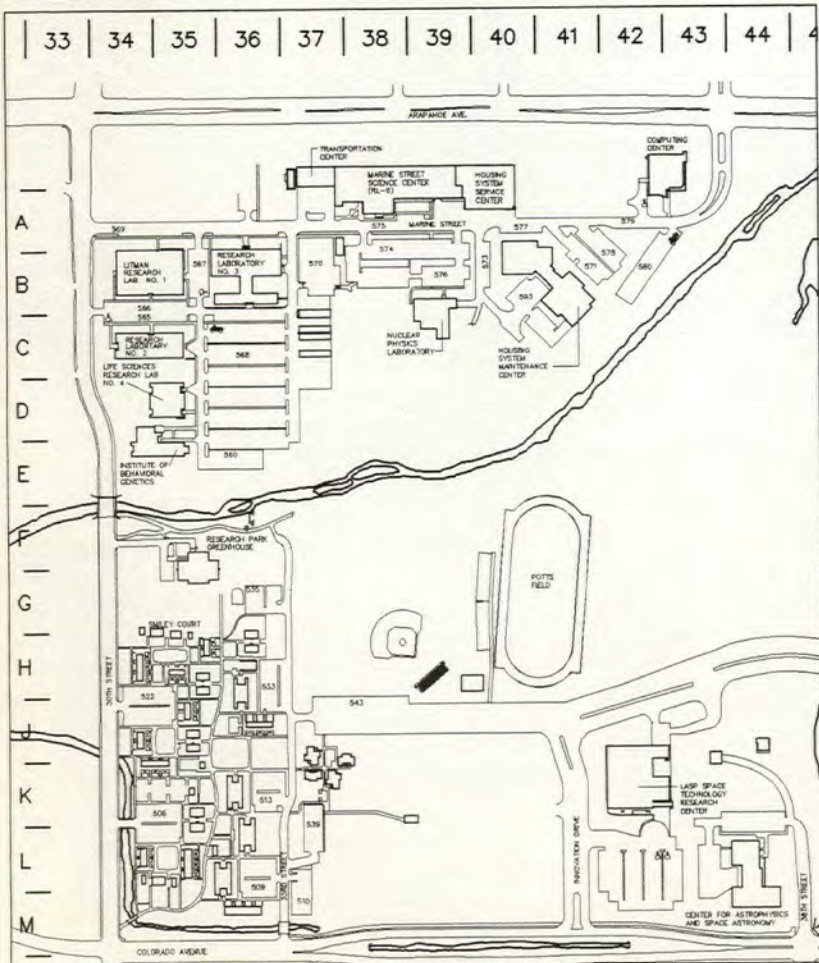 33 34 35 36 37 38 39 40 41 42 43 44 4
ARAPAHOE AVE.
TRANSPORTATION
CENTER
MARINE STREET
SCIENCE CENTER
(RL-6)
HOUSING
SYSTEM
SERVICE
CENTER
COMPUTING
CENTER
A
569
575
MARINE STREET
577
579
LITMAN
RESEARCH
LAB NO. 1
567
RESEARCH
LABORATORY
NO. 3
570
574
573
571
578
580
B
576
593
566
565
C
RESEARCH
LABORTARY
NO. 2
568
NUCLEAR
PHYSICS
LABORATORY
HOUSING
SYSTEM
MAINTENANCE
CENTER
LIFE SCIENCES
RESEARCH LAB
NO. 4
D
E
560
INSTITUTE OF
BEHAVIORAL
GENETICS
F
RESEARCH PARK
GREENHOUSE
POTTS
FIELD
G
535
SMILEY COURT
H
30TH STREET
522
533
543
J
K
513
LASP SPACE
TECHNOLOGY
RESEARCH
CENTER
506
539
L
509
33RD STREET
510
INNOVATION DRIVE
38TH STREET
M
CENTER FOR ASTROPHYSICS
AND SPACE ASTRONOMY
COLORADO AVENUE